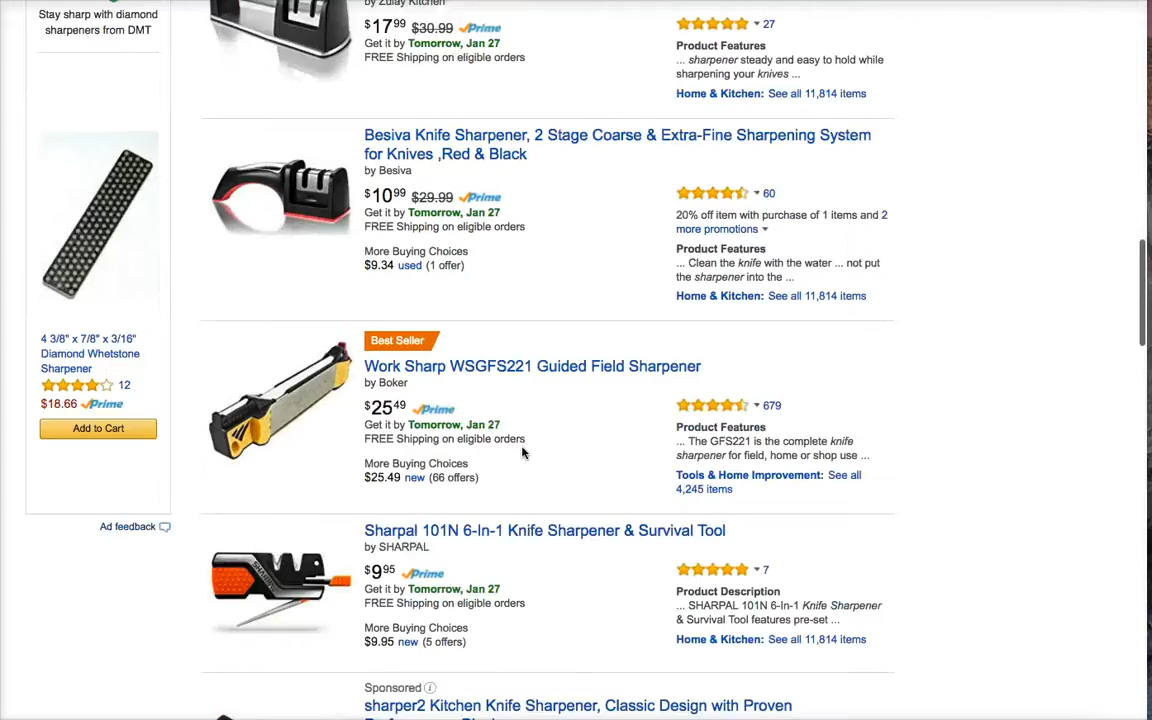 Stay sharp with diamond
sharpeners from DMT
4 3/8" x 7/8" x 3/16"
Diamond Whetstone
Sharpener
12
$18.66 Prime
Add to Cart
Ad feedback
by Zulay Kitchen
$17 99 $30.99 Prime
Get it by Tomorrow, Jan 27
FREE Shipping on eligible orders
27
Product Features
... sharpener steady and easy to hold while
sharpening your knives ...
Home & Kitchen: See all 11,814 items
Besiva Knife Sharpener, 2 Stage Coarse & Extra-Fine Sharpening System
for Knives ,Red & Black
by Besiva
$10 99 $29.99 Prime
Get it by Tomorrow, Jan 27
FREE Shipping on eligible orders
More Buying Choices
$9.34 used (1 offer)
60
20% off item with purchase of 1 items and 2
more promotions
Product Features
... Clean the knife with the water ... not put
the sharpener into the ...
Home & Kitchen: See all 11,814 items
Best Seller
Work Sharp WSGFS221 Guided Field Sharpener
by Boker
$25 49 Prime
Get it by Tomorrow, Jan 27
FREE Shipping on eligible orders
More Buying Choices
$25.49 new (66 offers)
679
Product Features
... The GFS221 is the complete knife
sharpener for field, home or shop use ...
Tools & Home Improvement: See all
4,245 items
Sharpal 101N 6-In-1 Knife Sharpener & Survival Tool
by SHARPAL
$9 95 Prime
Get it by Tomorrow, Jan 27
FREE Shipping on eligible orders
More Buying Choices
$9.95 new (5 offers)
7
Product Description
... SHARPAL 101N 6-In-1 Knife Sharpener
& Survival Tool features pre-set ...
Home & Kitchen: See all 11,814 items
Sponsored
sharper2 Kitchen Knife Sharpener, Classic Design with Proven